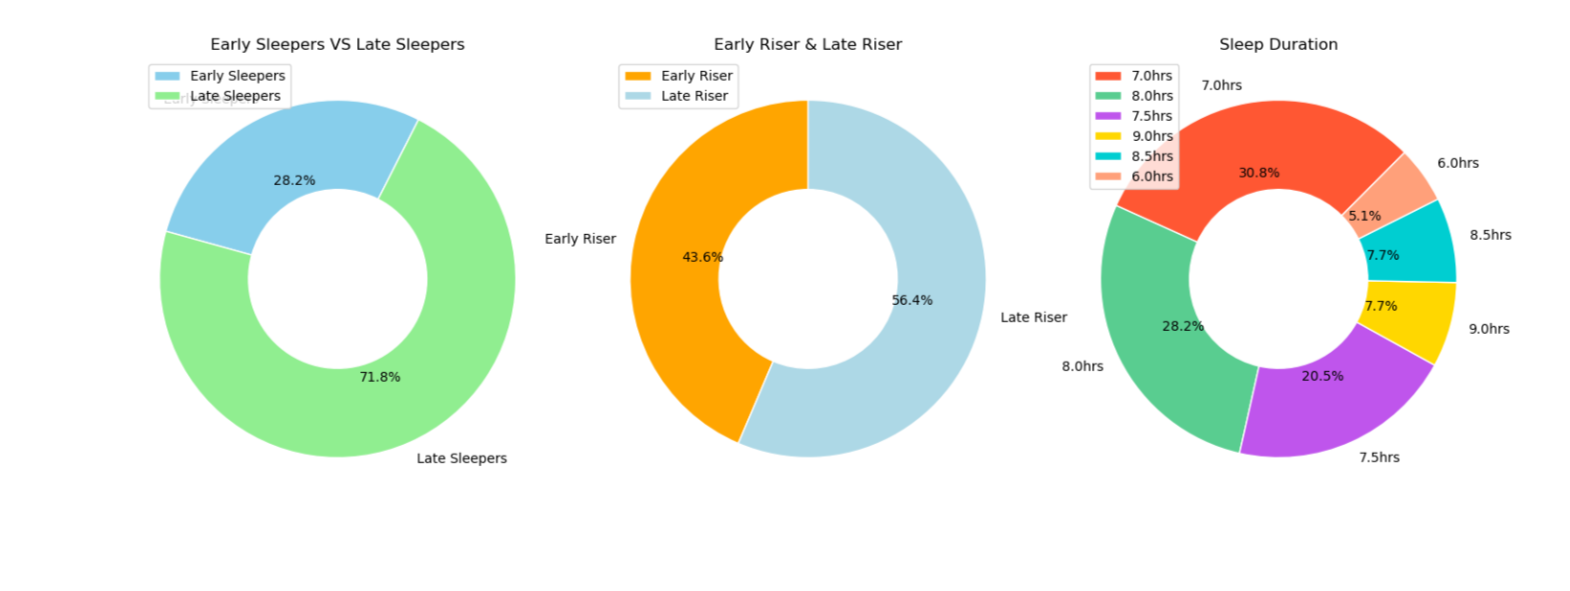 Early Sleepers VS Late Sleepers
Early Sleepers
Late Sleepers
Early Sleepers
28.2%
71.8%
Late Sleepers
Early Riser & Late Riser
Early Riser
Late Riser
Early Riser
43.6%
56.4%
Late Riser
Sleep Duration
7.0hrs
8.0hrs
7.5hrs
9.0hrs
8.5hrs
6.0hrs
7.0hrs
30.8%
6.0hrs
5.1%
8.5hrs
7.7%
7.7%
9.0hrs
28.2%
8.0hrs
20.5%
7.5hrs